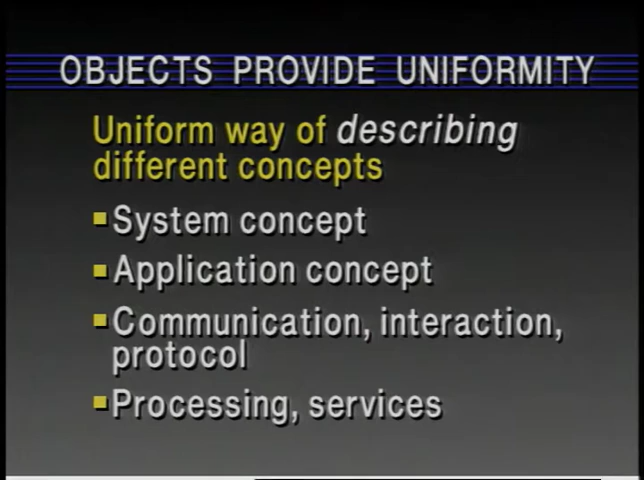 OBJECTS PROVIDE UNIFORMITY
Uniform way of describing
different concepts
System concept
Application concept
Communication, interaction,
protocol
Processing, services